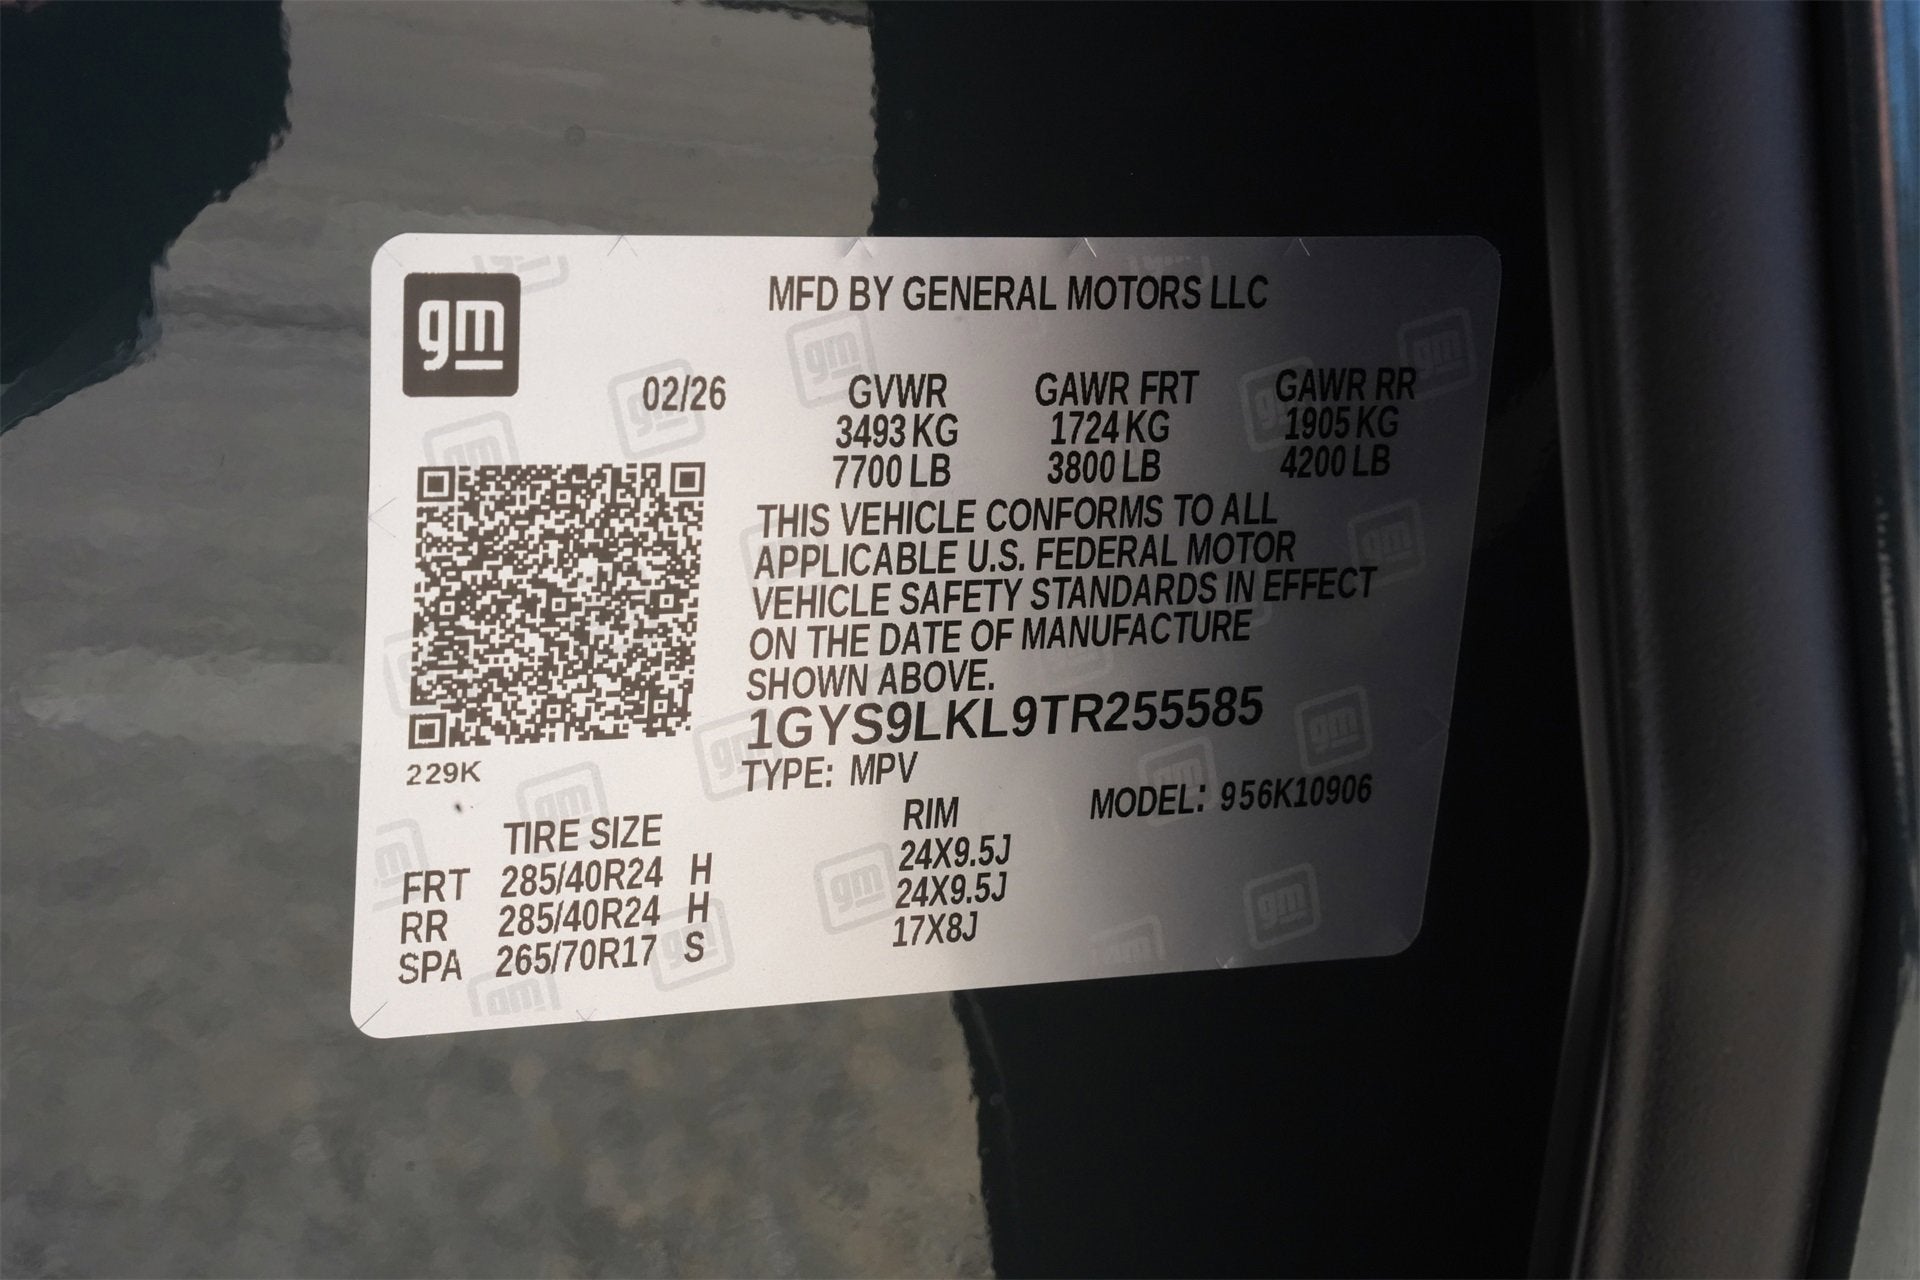 gm
MFD BY GENERAL MOTORS LLC
02/26 GVWR GAWR FRT GAWR RR
3493 KG 1724 KG 1905 KG
7700 LB 3800 LB 4200 LB
THIS VEHICLE CONFORMS TO ALL
APPLICABLE U.S. FEDERAL MOTOR
VEHICLE SAFETY STANDARDS IN EFFECT
ON THE DATE OF MANUFACTURE
SHOWN ABOVE.
1GYS9LKL9TR255585
229K
TYPE: MPV
MODEL: 956K10906
TIRE SIZE RIM
FRT 285/40R24 H 24X9.5J
RR 285/40R24 H 24X9.5J
SPA 265/70R17 S 17X8J